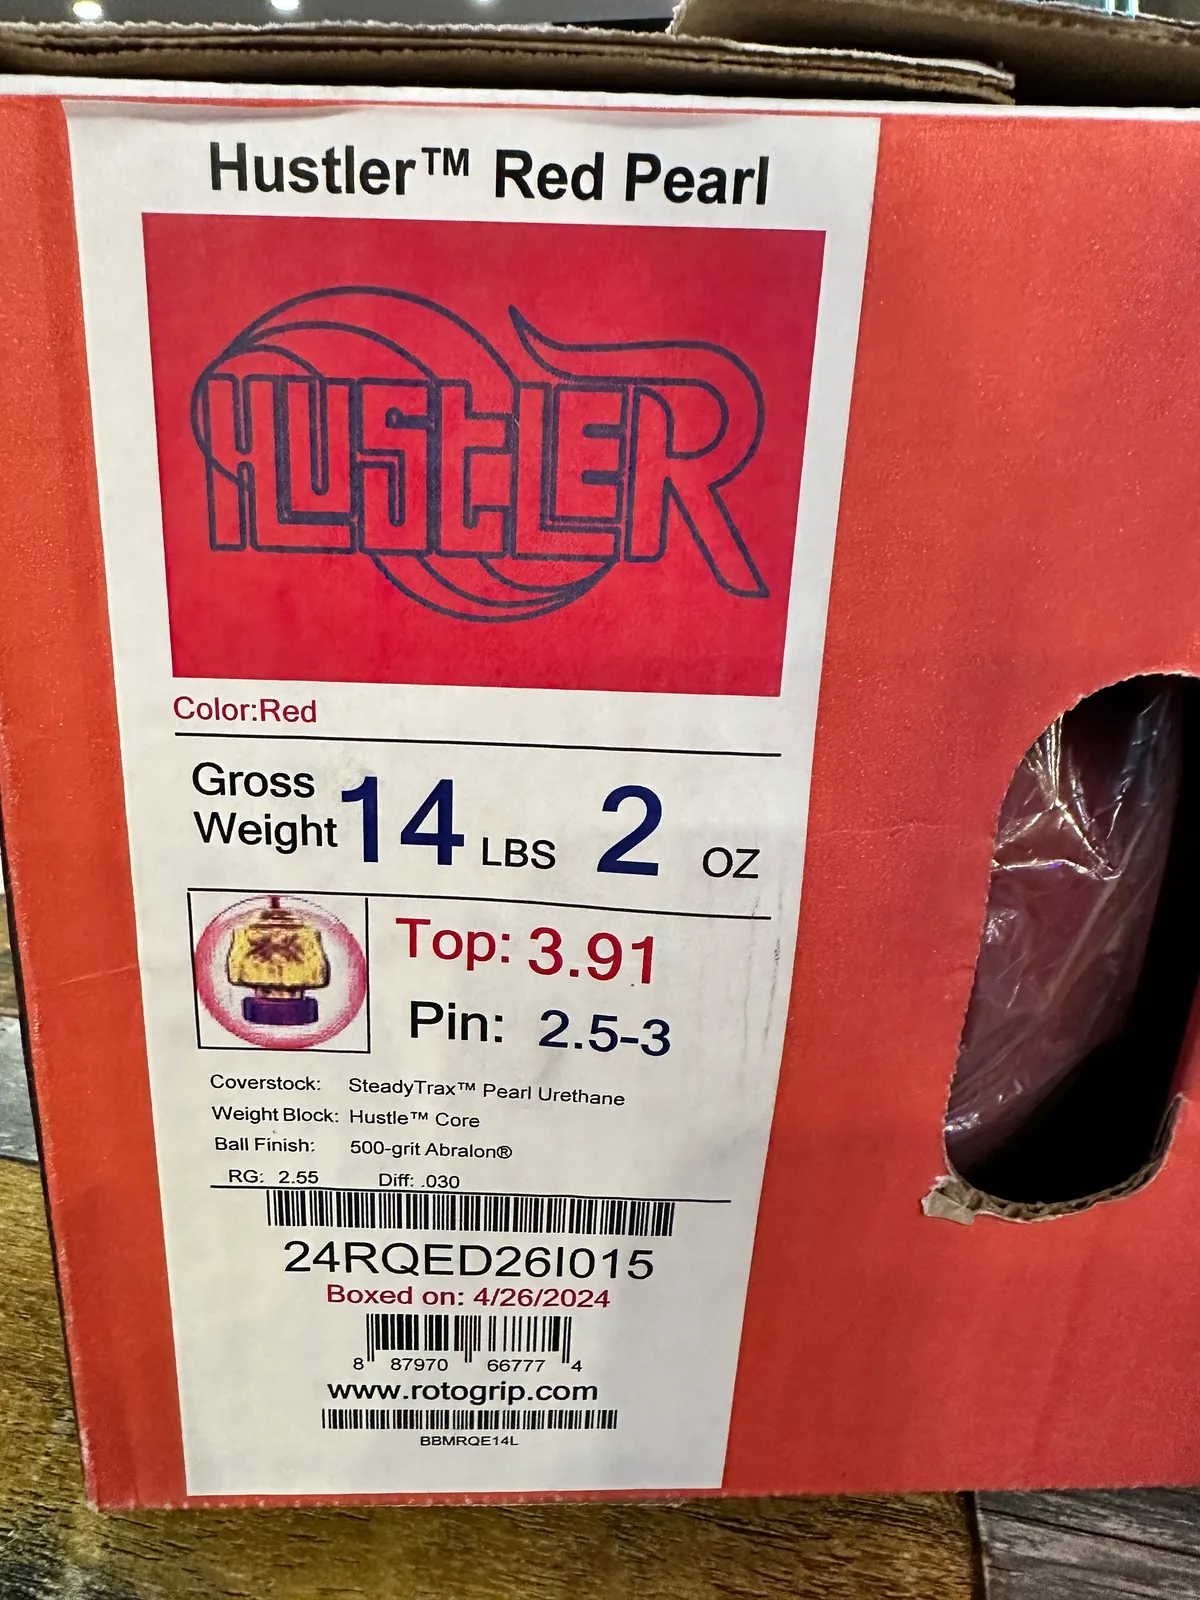 Hustler™ Red Pearl
HUSTLER
Color:Red
Gross Weight 14 LBS 2 OZ
Top: 3.91
Pin: 2.5-3
Coverstock: SteadyTrax™ Pearl Urethane
Weight Block: Hustle™ Core
Ball Finish: 500-grit Abralon®
RG: 2.55 Diff: .030
24RQED26I015
Boxed on: 4/26/2024
8 87970 66777 4
www.rotogrip.com
BBMRQE14L